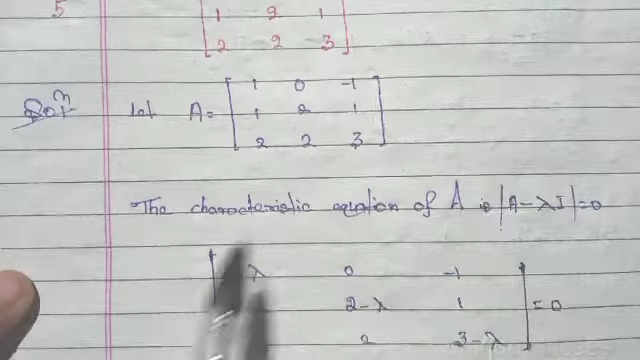 5
1 2 1
2 2 3
Solⁿ Let A = [ 1 0 -1
1 2 1
2 2 3 ]
The characteristic equation of A is |A-λI|=0
λ 0 -1
2-λ 1 =0
2 3-λ